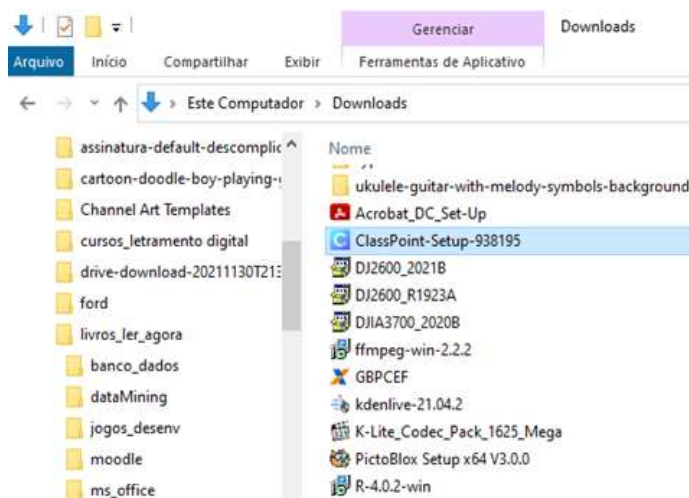 Gerenciar
Downloads
Arquivo
Início
Compartilhar
Exibir
Ferramentas de Aplicativo
Este Computador > Downloads
assinatura-default-descomplic
cartoon-doodle-boy-playing-
Channel Art Templates
cursos_letramento digital
drive-download-20211130T213
ford
livros_ler_agora
banco_dados
dataMining
jogos_desenv
moodle
ms_office
Nome
ukulele-guitar-with-melody-symbols-background
Acrobat_DC_Set-Up
ClassPoint-Setup-938195
DJ2600_2021B
DJ2600_R1923A
DJIA3700_2020B
ffmpeg-win-2.2.2
GBPCEF
kdenlive-21.04.2
K-Lite_Codec_Pack_1625_Mega
PictoBlox Setup x64 V3.0.0
R-4.0.2-win